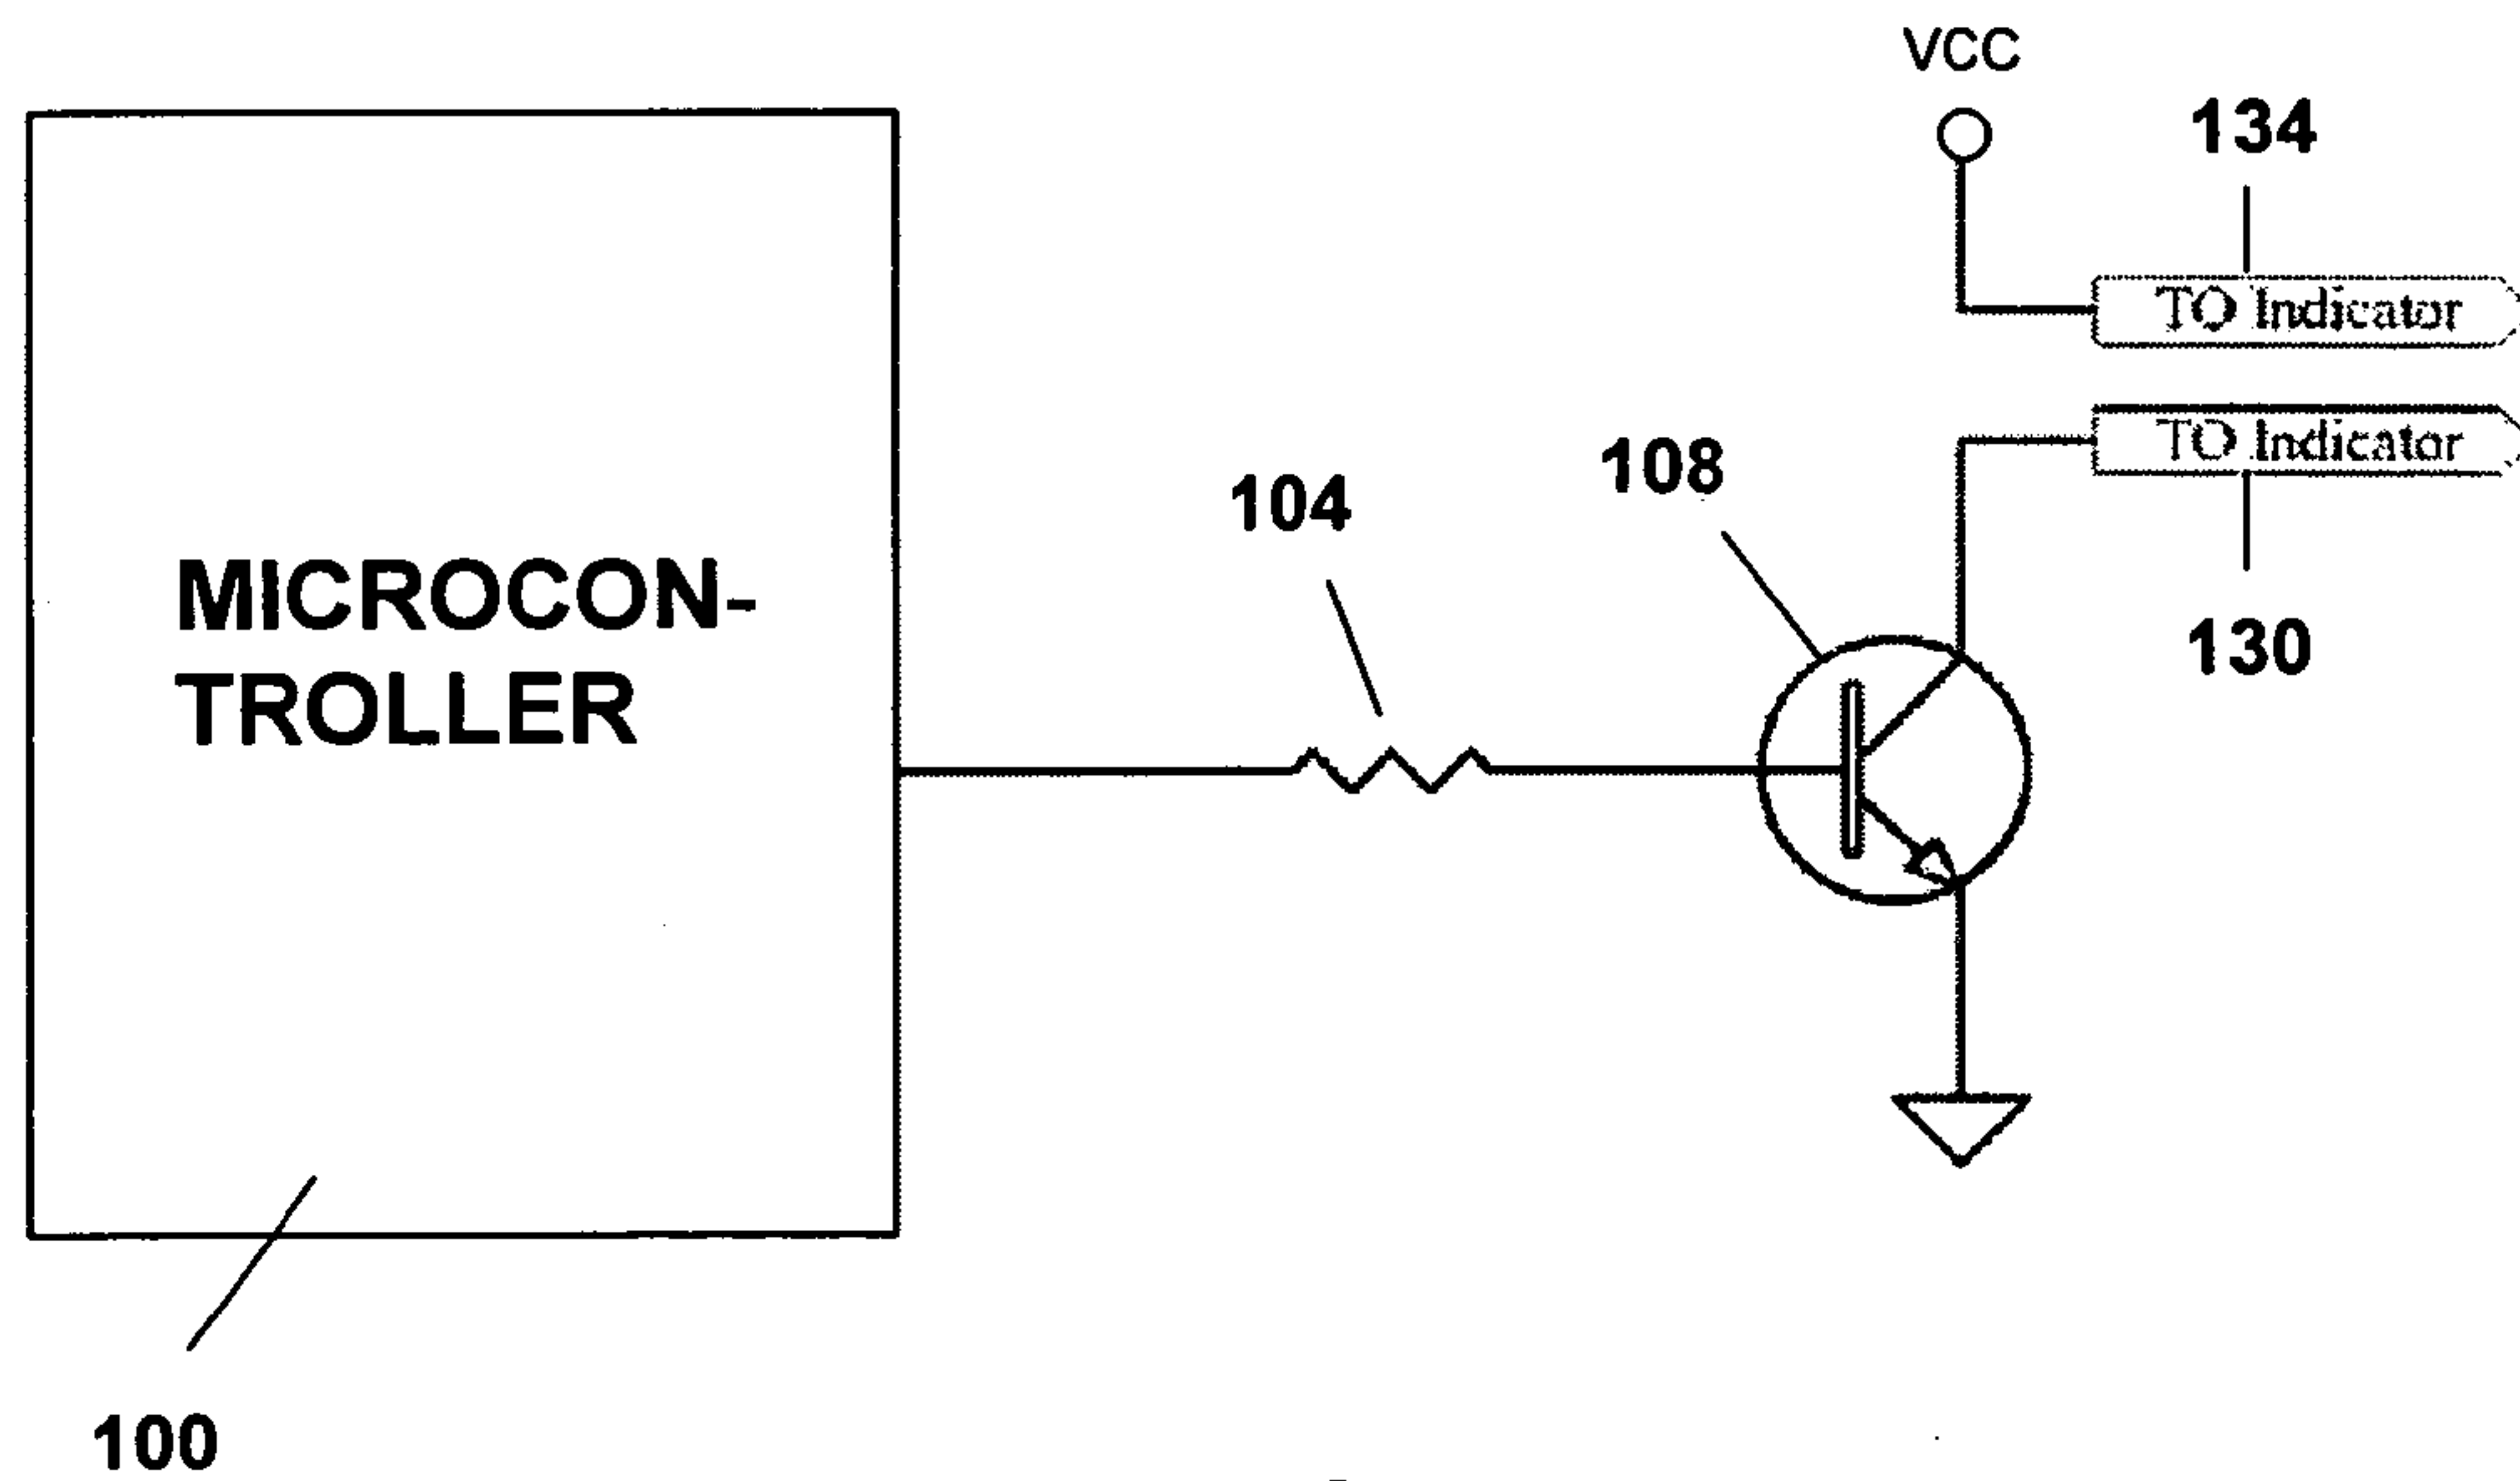 VCC
134
TO Indicator
TO Indicator
108
104
130
MICROCON-
TROLLER
100